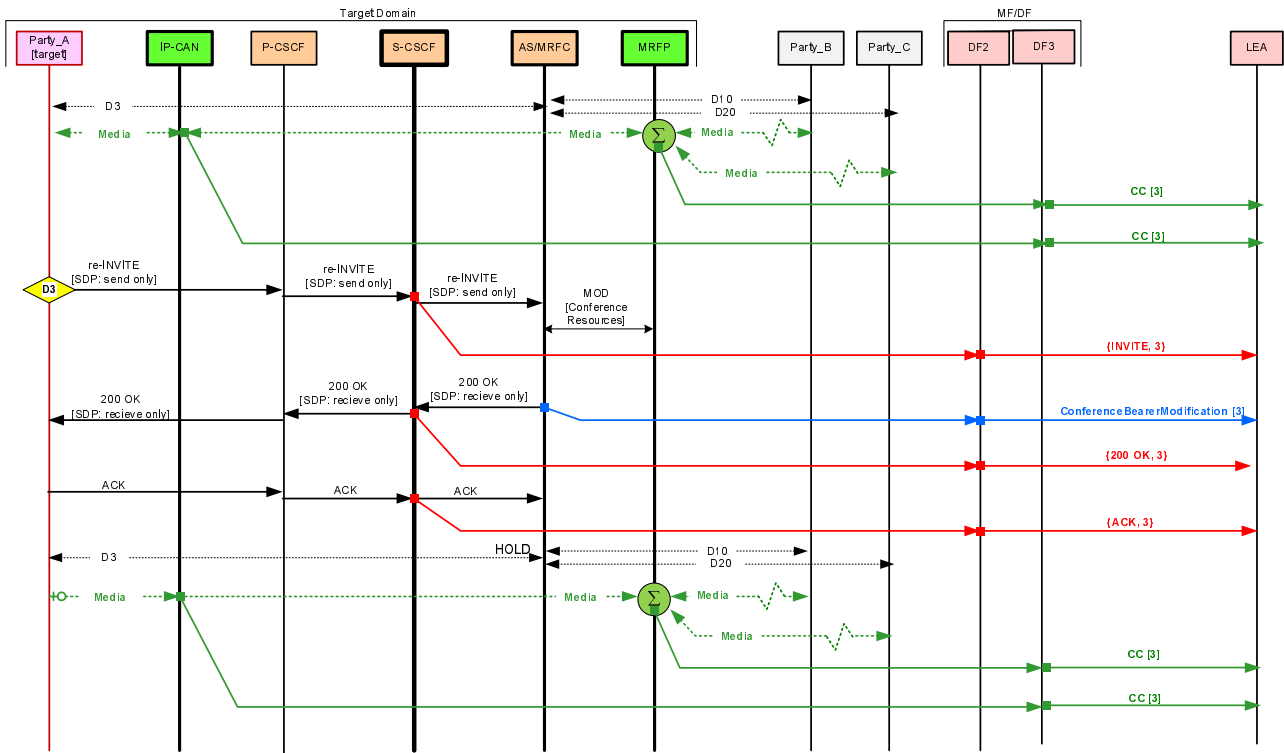 Target Domain
MF/DF
Party_A
[target]
IP-CAN
P-CSCF
S-CSCF
AS/MRFC
MRFP
Party_B
Party_C
DF2
DF3
LEA
D3
D10
D20
Media
Media
Σ
Media
Media
CC [3]
CC [3]
re-INVITE
[SDP: send only]
D3
re-INVITE
[SDP: send only]
re-INVITE
[SDP: send only]
MOD
[Conference
Resources]
{INVITE, 3}
200 OK
[SDP: recieve only]
200 OK
[SDP: recieve only]
200 OK
[SDP: recieve only]
ConferenceBearerModification [3]
{200 OK, 3}
ACK
ACK
ACK
{ACK, 3}
HOLD
D3
D10
D20
Media
Media
Σ
Media
Media
CC [3]
CC [3]